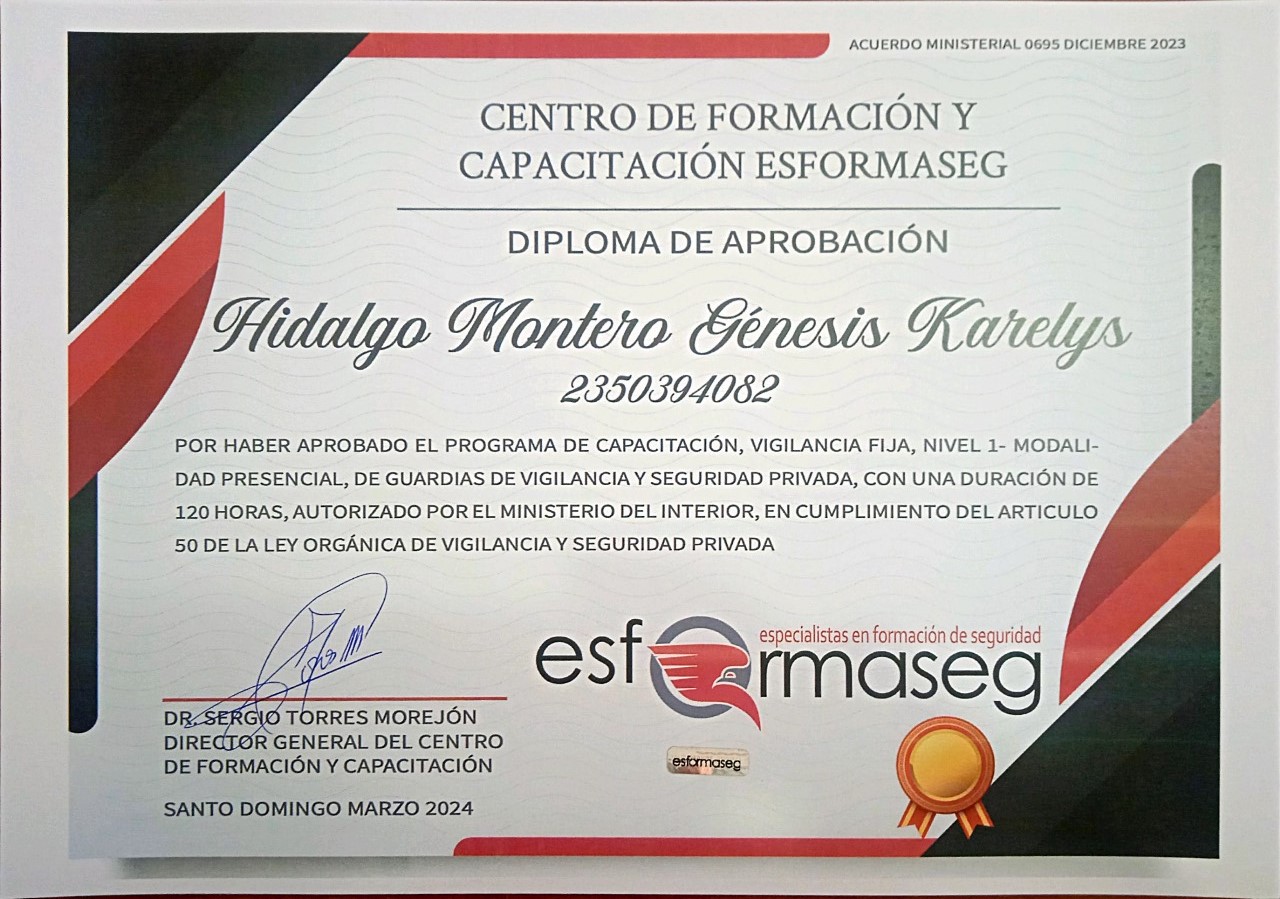 ACUERDO MINISTERIAL 0695 DICIEMBRE 2023
CENTRO DE FORMACIÓN Y
CAPACITACIÓN ESFORMASEG
DIPLOMA DE APROBACIÓN
Hidalgo Montero Génesis Karelys
2350394082
POR HABER APROBADO EL PROGRAMA DE CAPACITACIÓN, VIGILANCIA FIJA, NIVEL 1- MODALI-
DAD PRESENCIAL, DE GUARDIAS DE VIGILANCIA Y SEGURIDAD PRIVADA, CON UNA DURACIÓN DE
120 HORAS, AUTORIZADO POR EL MINISTERIO DEL INTERIOR, EN CUMPLIMIENTO DEL ARTICULO
50 DE LA LEY ORGÁNICA DE VIGILANCIA Y SEGURIDAD PRIVADA
especialistas en formación de seguridad
esformaseg
esformaseg
DR. SERGIO TORRES MOREJÓN
DIRECTOR GENERAL DEL CENTRO
DE FORMACIÓN Y CAPACITACIÓN
SANTO DOMINGO MARZO 2024